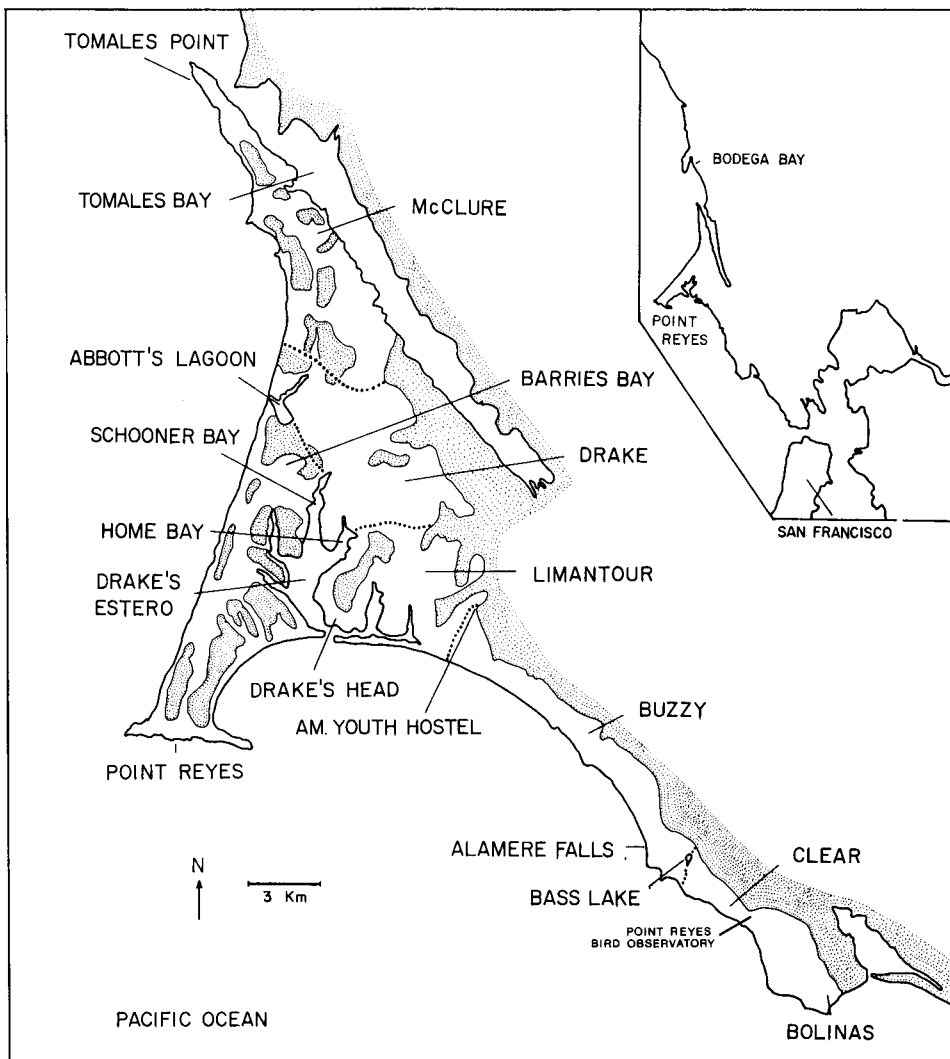 TOMALES POINT
TOMALES BAY
McCLURE
ABBOTT'S LAGOON
BARRIES BAY
SCHOONER BAY
DRAKE
HOME BAY
LIMANTOUR
DRAKE'S
ESTERO
DRAKE'S HEAD
AM. YOUTH HOSTEL
BUZZY
POINT REYES
ALAMERE FALLS
CLEAR
BASS LAKE
POINT REYES
BIRD OBSERVATORY
BOLINAS
N
3 Km
PACIFIC OCEAN
BODEGA BAY
POINT
REYES
SAN FRANCISCO